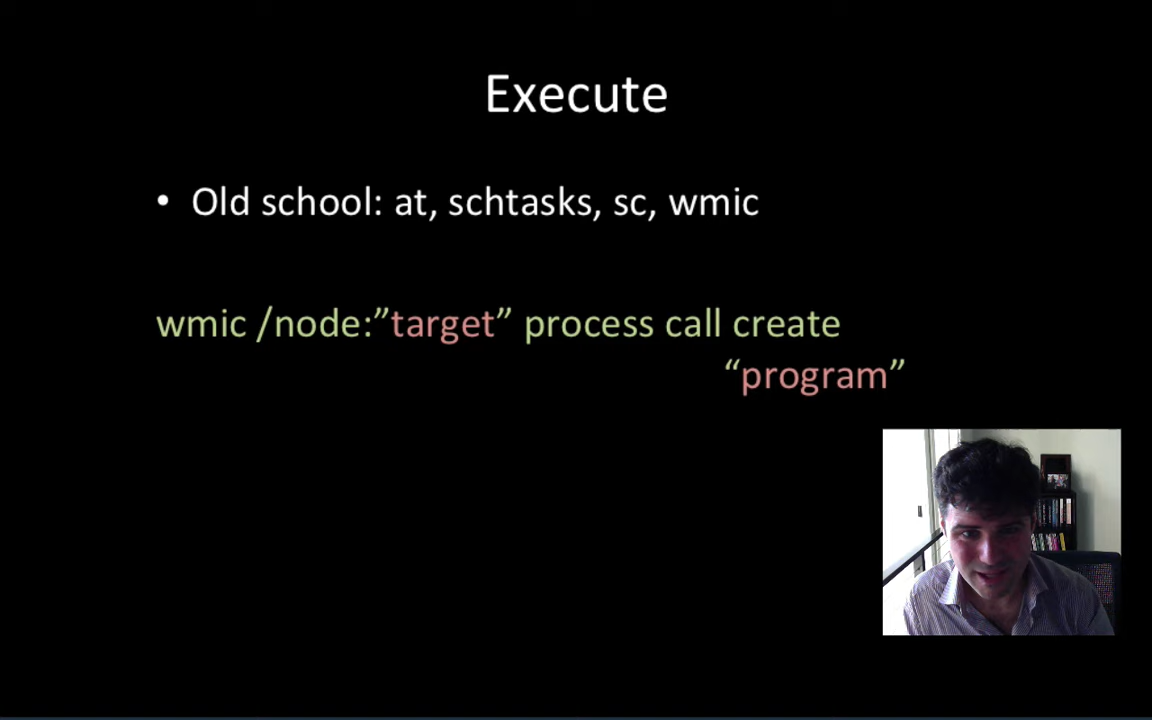 Execute
• Old school: at, schtasks, sc, wmic
wmic /node:”target” process call create
“program”